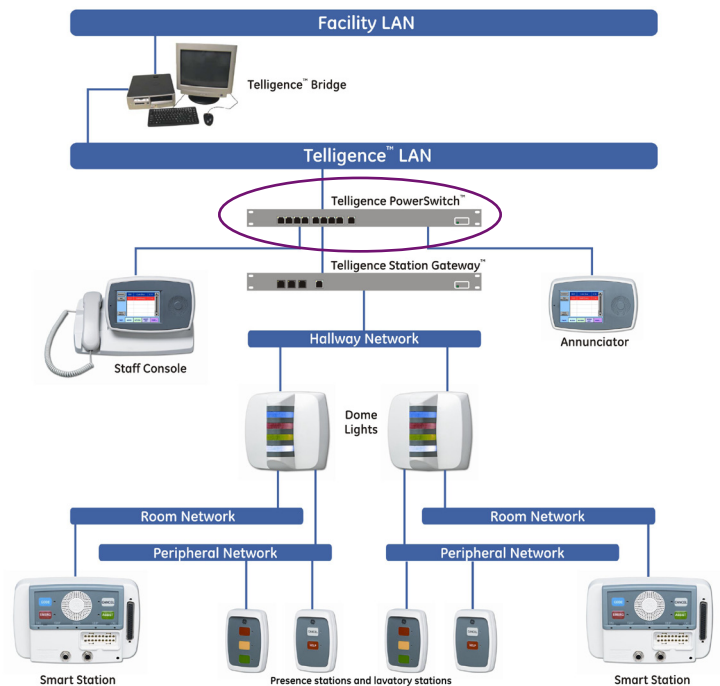 Facility LAN
Telligence™ Bridge
Telligence™ LAN
Telligence PowerSwitch™
Telligence Station Gateway™
Staff Console
Annunciator
Hallway Network
Dome
Lights
Room Network
Room Network
Peripheral Network
Peripheral Network
Smart Station
Presence stations and lavatory stations
Smart Station